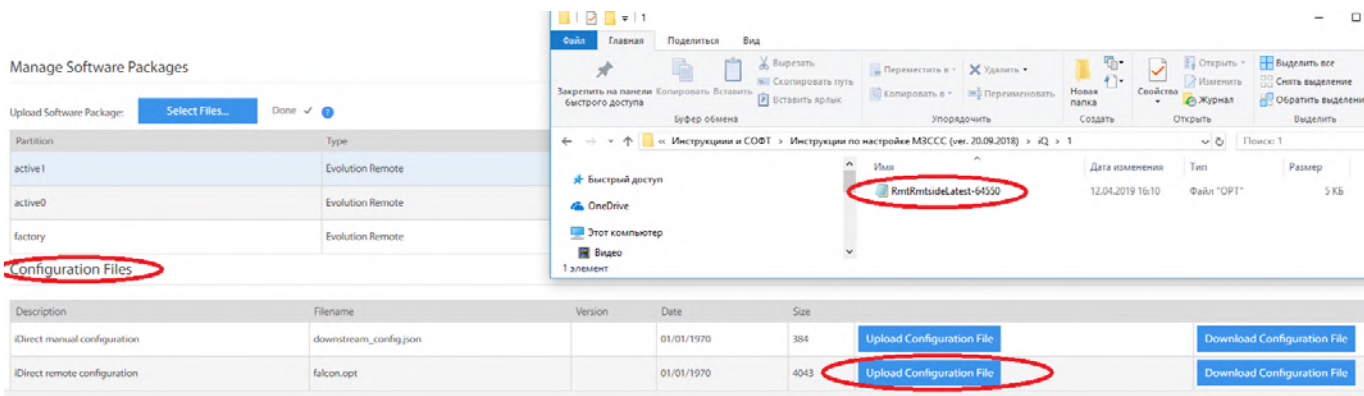 1
Файл Главная Поделиться Вид
Manage Software Packages
Upload Software Package: Select Files... Done
Partition Type
active1 Evolution Remote
active0 Evolution Remote
factory Evolution Remote
Configuration Files
Закрепить на панели быстрого доступа
Копировать
Вставить
Вырезать
Скопировать путь
Вставить ярлык
Буфер обмена
Переместить в
Копировать в
Удалить
Переименовать
Упорядочить
Новая папка
Создать
Свойства
Открыть
Изменить
Журнал
Открыть
Выделить все
Снять выделение
Обратить выделени
Выделить
« Инструкциии и СОФТ › Инструкции по настройке МЗССС (ver. 20.09.2018) › iQ › 1
Поиск: 1
Быстрый доступ
OneDrive
Этот компьютер
Видео
1 элемент
Имя Дата изменения Тип Размер
RmtRmtsideLatest-64550 12.04.2019 16:10 Файл "OPT" 5 КБ
Description Filename Version Date Size
iDirect manual configuration downstream_config.json 01/01/1970 384 Upload Configuration File Download Configuration File
iDirect remote configuration falcon.opt 01/01/1970 4043 Upload Configuration File Download Configuration File